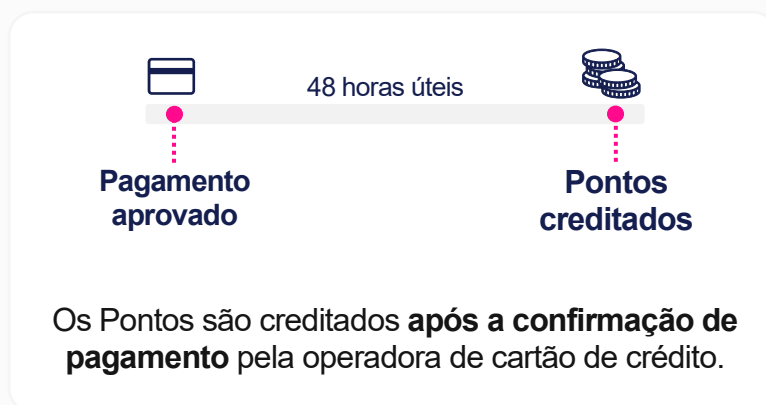 48 horas úteis
Pagamento
aprovado
Pontos
creditados
Os Pontos são creditados após a confirmação de
pagamento pela operadora de cartão de crédito.